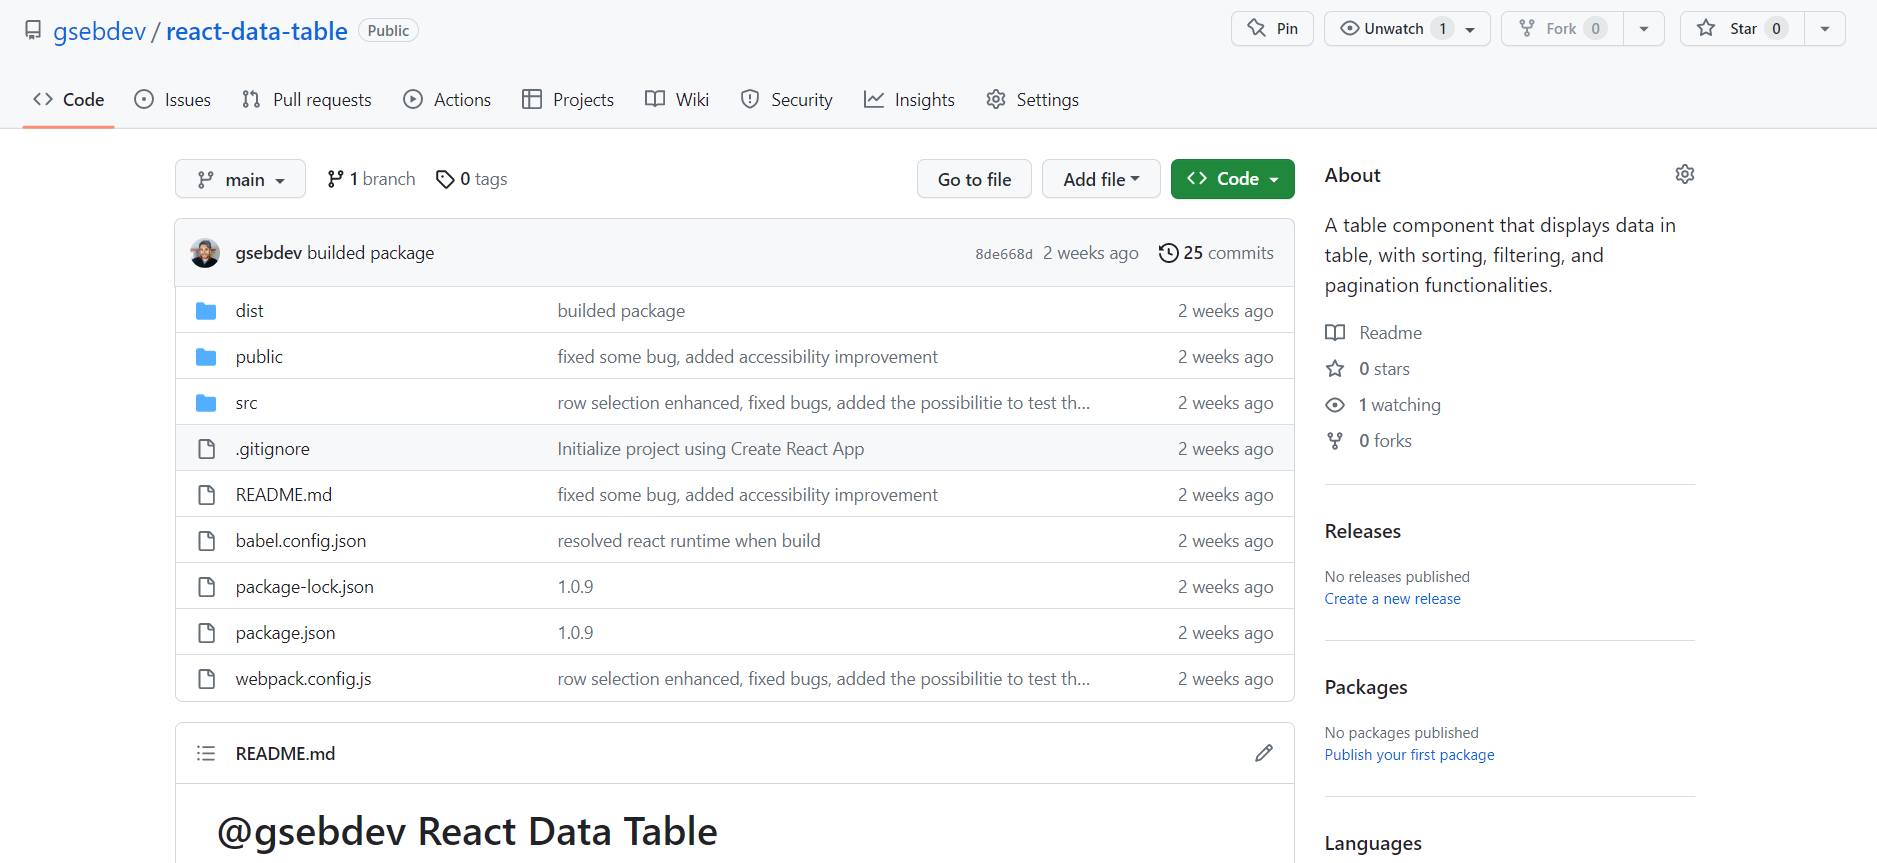 gsebdev / react-data-table Public
Pin
Unwatch 1
Fork 0
Star 0
Code
Issues
Pull requests
Actions
Projects
Wiki
Security
Insights
Settings
main
1 branch
0 tags
Go to file
Add file
Code
gsebdev builded package
8de668d 2 weeks ago
25 commits
dist builded package 2 weeks ago
public fixed some bug, added accessibility improvement 2 weeks ago
src row selection enhanced, fixed bugs, added the possibilitie to test th... 2 weeks ago
.gitignore Initialize project using Create React App 2 weeks ago
README.md fixed some bug, added accessibility improvement 2 weeks ago
babel.config.json resolved react runtime when build 2 weeks ago
package-lock.json 1.0.9 2 weeks ago
package.json 1.0.9 2 weeks ago
webpack.config.js row selection enhanced, fixed bugs, added the possibilitie to test th... 2 weeks ago
README.md
@gsebdev React Data Table
About
A table component that displays data in
table, with sorting, filtering, and
pagination functionalities.
Readme
0 stars
1 watching
0 forks
Releases
No releases published
Create a new release
Packages
No packages published
Publish your first package
Languages